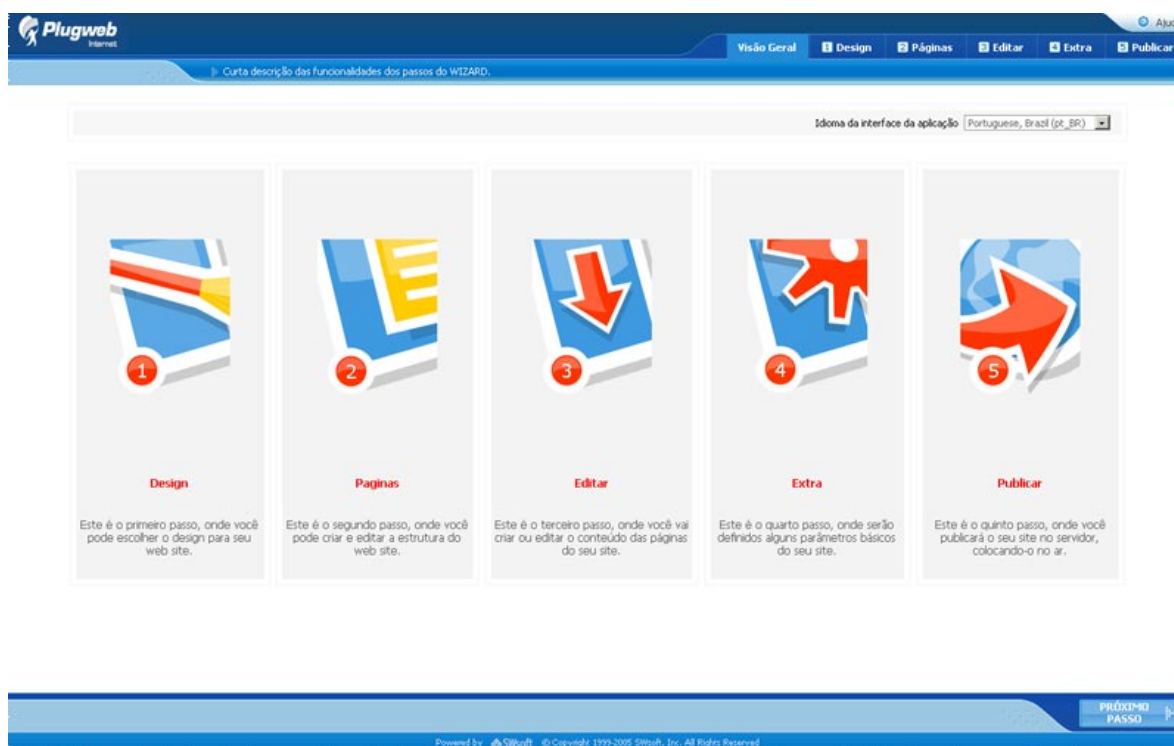 Plugweb
Internet
Visão Geral
1 Design
2 Páginas
3 Editar
4 Extra
5 Publicar
Curta descrição das funcionalidades dos passos do WIZARD.
Idioma da interface da aplicação Portuguese, Brazil (pt_BR)
1
2
3
4
5
Design
Este é o primeiro passo, onde você
pode escolher o design para seu
web site.
Paginas
Este é o segundo passo, onde você
pode criar e editar a estrutura do
web site.
Editar
Este é o terceiro passo, onde você vai
criar ou editar o conteúdo das páginas
do seu site.
Extra
Este é o quarto passo, onde serão
definidos alguns parâmetros básicos
do seu site.
Publicar
Este é o quinto passo, onde você
publicará o seu site no servidor,
colocando-o no ar.
PRÓXIMO
PASSO
Powered by SWsoft © Copyright 1999-2005 SWsoft, Inc. All Rights Reserved